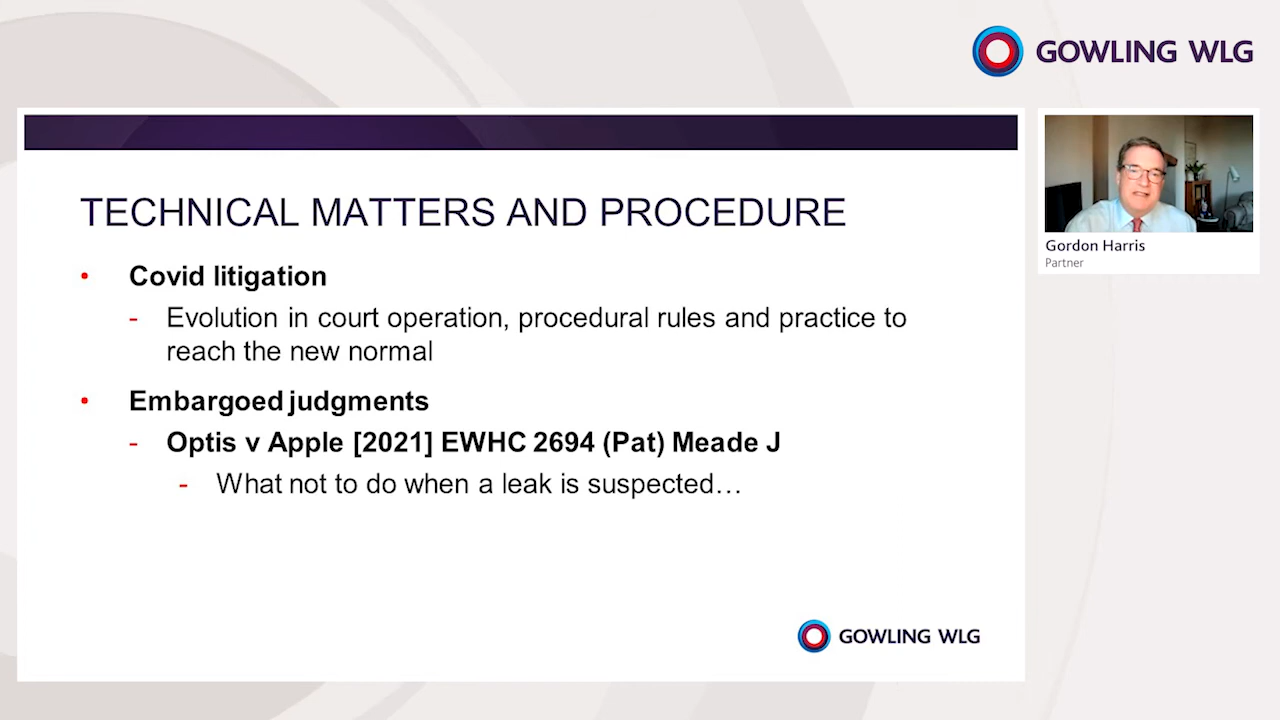 GOWLING WLG
TECHNICAL MATTERS AND PROCEDURE
• Covid litigation
- Evolution in court operation, procedural rules and practice to
reach the new normal
• Embargoed judgments
- Optis v Apple [2021] EWHC 2694 (Pat) Meade J
- What not to do when a leak is suspected…
GOWLING WLG
Gordon Harris
Partner